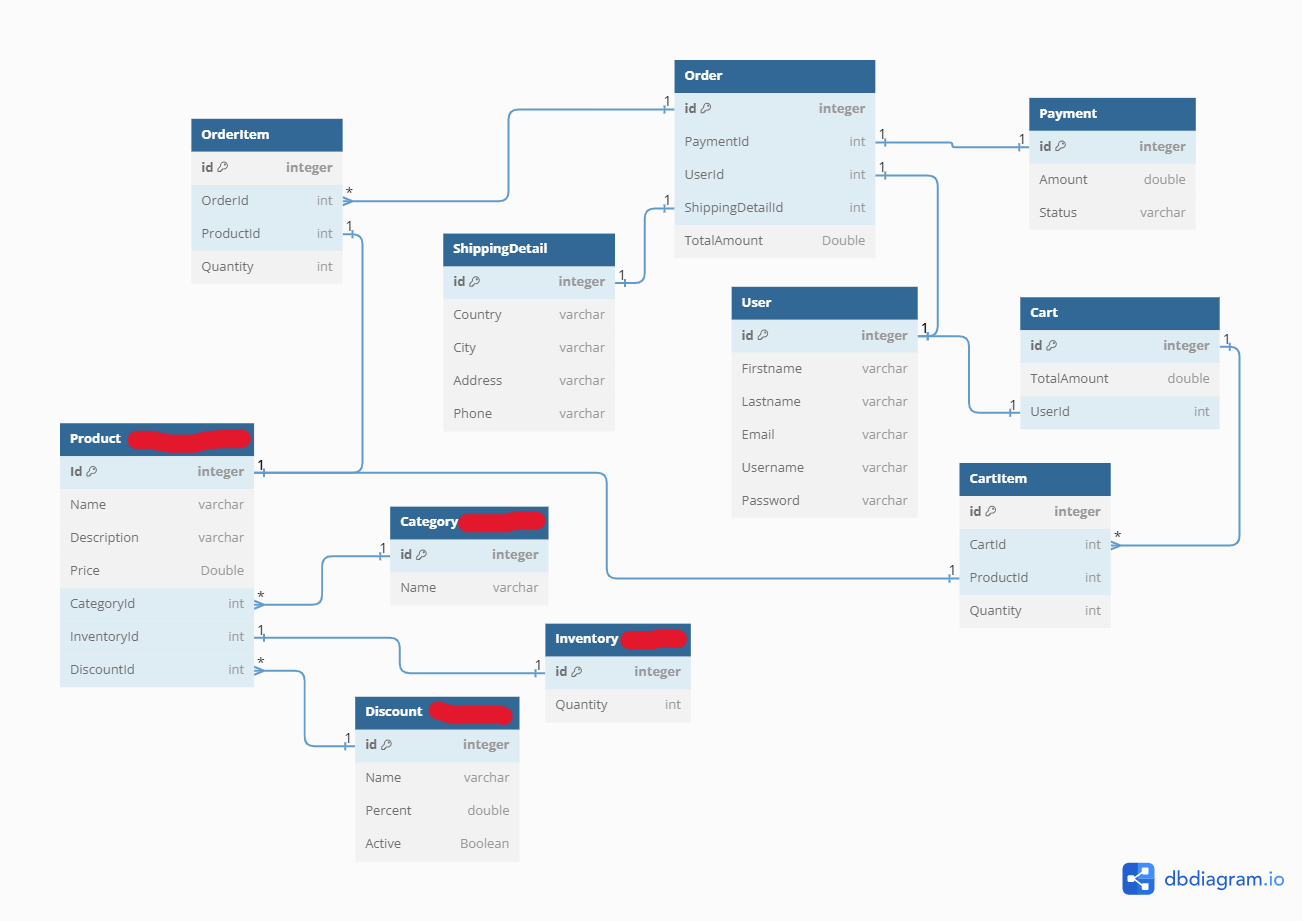 Order
id integer
PaymentId int
UserId int
ShippingDetailId int
TotalAmount Double
Payment
id integer
Amount double
Status varchar
OrderItem
id integer
OrderId int
ProductId int
Quantity int
ShippingDetail
id integer
Country varchar
City varchar
Address varchar
Phone varchar
User
id integer
Firstname varchar
Lastname varchar
Email varchar
Username varchar
Password varchar
Cart
id integer
TotalAmount double
UserId int
Product
Id integer
Name varchar
Description varchar
Price Double
CategoryId int
InventoryId int
DiscountId int
Category
id integer
Name varchar
CartItem
id integer
CartId int
ProductId int
Quantity int
Inventory
id integer
Quantity int
Discount
id integer
Name varchar
Percent double
Active Boolean
1
1
1
1
1
*
1
1
1
1
1
1
*
1
1
*
1
1
*
1
1
dbdiagram.io